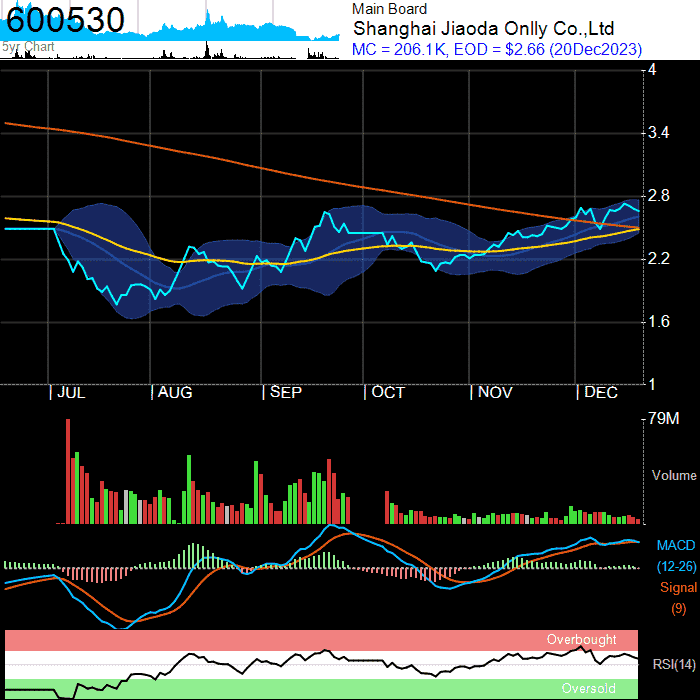 600530
5yr Chart
Main Board
Shanghai Jiaoda Onlly Co.,Ltd
MC = 206.1K, EOD = $2.66 (20Dec2023)
4
3.4
2.8
2.2
1.6
1
| JUL | AUG | SEP | OCT | NOV | DEC
79M
Volume
MACD
(12-26)
Signal
(9)
Overbought
RSI(14)
Oversold